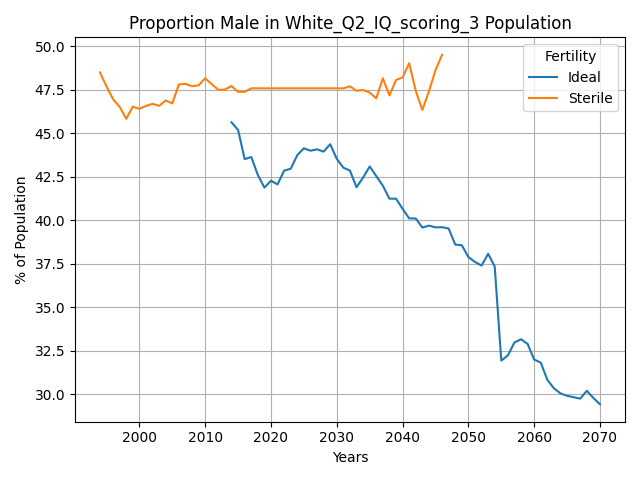 Proportion Male in White_Q2_IQ_scoring_3 Population
50.0
47.5
45.0
42.5
40.0
37.5
35.0
32.5
30.0
% of Population
Fertility
Ideal
Sterile
2000 2010 2020 2030 2040 2050 2060 2070
Years